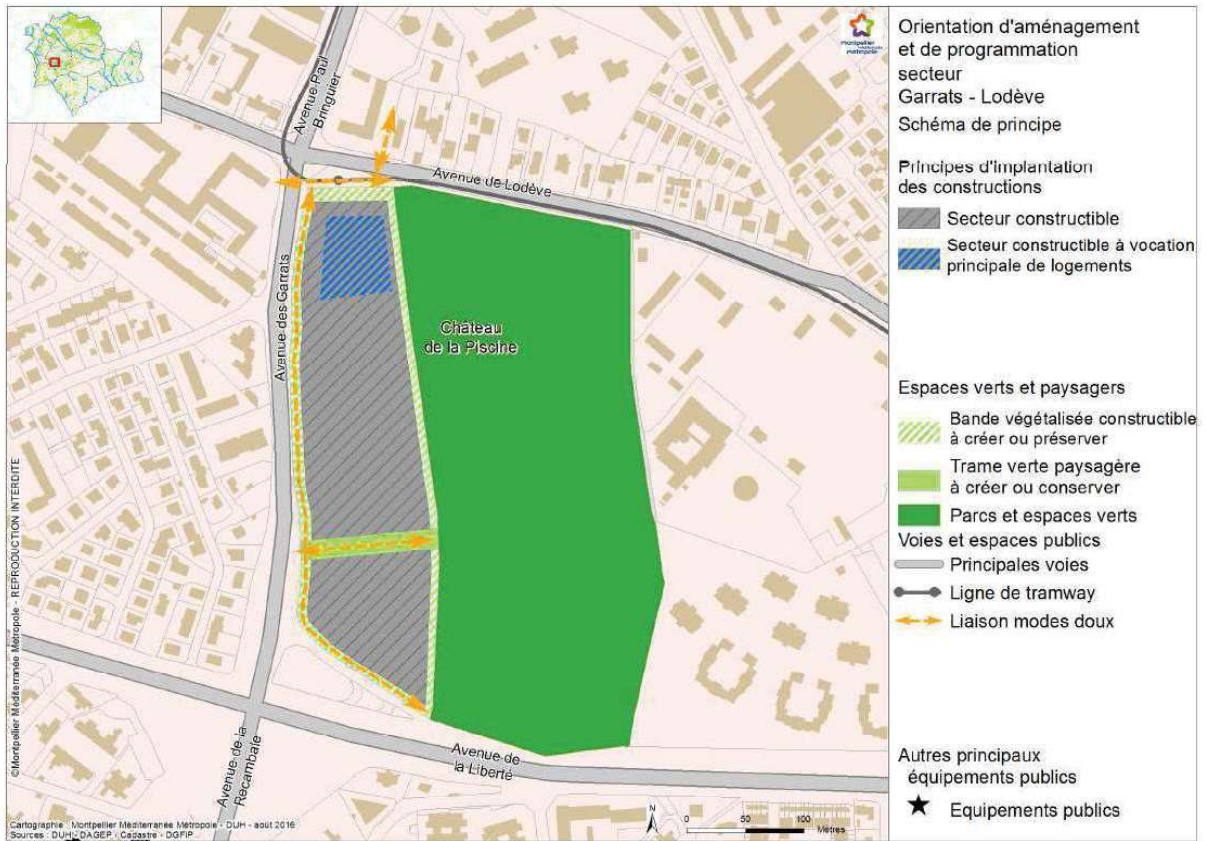 montpellier
méditerranée
métropole
Orientation d'aménagement
et de programmation
secteur
Garrats - Lodève
Schéma de principe
Principes d'implantation
des constructions
Secteur constructible
Secteur constructible à vocation
principale de logements
Espaces verts et paysagers
Bande végétalisée constructible
à créer ou préserver
Trame verte paysagère
à créer ou conserver
Parcs et espaces verts
Voies et espaces publics
Principales voies
Ligne de tramway
Liaison modes doux
Autres principaux
équipements publics
Equipements publics
Avenue Paul
Bringuier
Avenue de Lodève
Avenue des Garrats
Château
de la Piscine
Avenue de la
Recambale
Avenue de
la Liberté
N
0 50 100
Mètres
©Montpellier Méditerranée Métropole - REPRODUCTION INTERDITE
Cartographie : Montpellier Méditerranée Métropole - DUH - août 2016
Sources : DUH - DAGEP / Cadastre - DGFIP